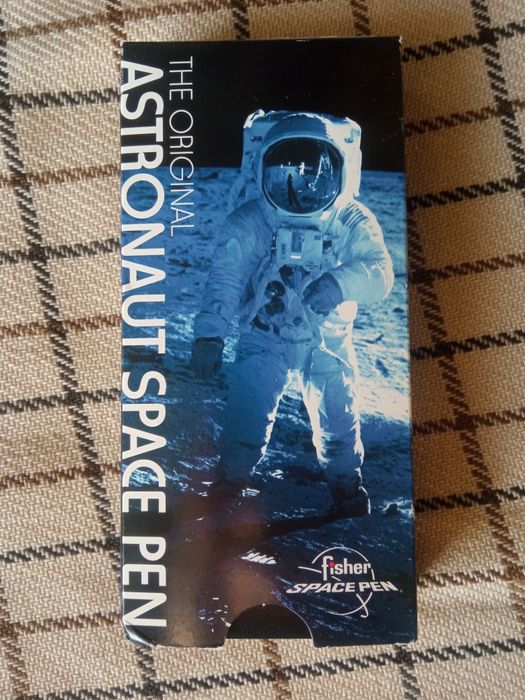 THE ORIGINAL
ASTRONAUT SPACE PEN
fisher
SPACE PEN